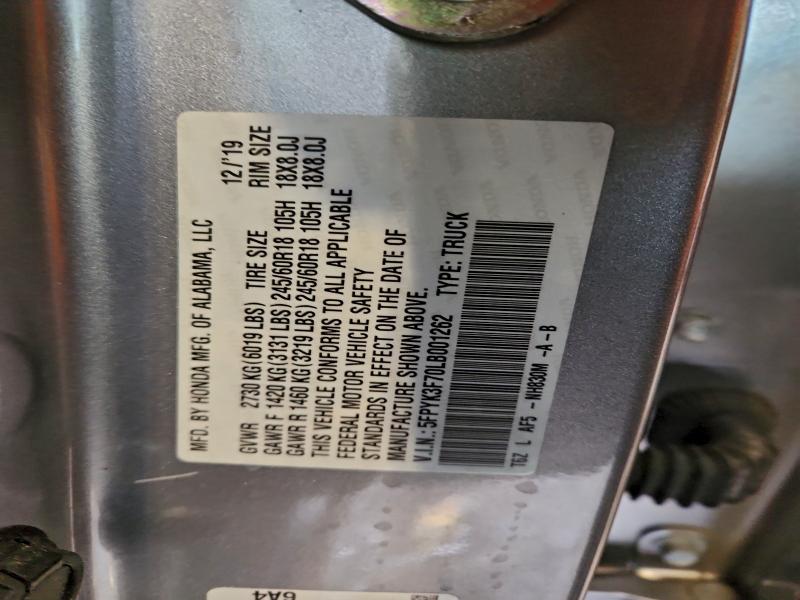 MFD. BY HONDA MFG. OF ALABAMA, LLC 12/'19
GVWR 2730 KG(6019 LBS) TIRE SIZE RIM SIZE
GAWR F 1420 KG(3131 LBS) 245/60R18 105H 18X8.0J
GAWR R 1460 KG(3219 LBS) 245/60R18 105H 18X8.0J
THIS VEHICLE CONFORMS TO ALL APPLICABLE
FEDERAL MOTOR VEHICLE SAFETY
STANDARDS IN EFFECT ON THE DATE OF
MANUFACTURE SHOWN ABOVE.
V.I.N.:5FPYK3F70LB001262 TYPE: TRUCK
T6Z L AF5 -NH830M -A-B